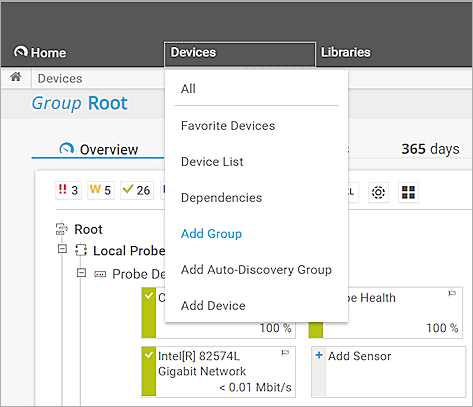 Home Devices Libraries
Devices
Group Root
All
Favorite Devices
Device List
Dependencies
Add Group
Add Auto-Discovery Group
Add Device
Overview 365 days
!! 3 W 5 26
Root
Local Probe
Probe De
Health
100 % 100 %
Intel[R] 82574L
Gigabit Network
< 0.01 Mbit/s
+ Add Sensor